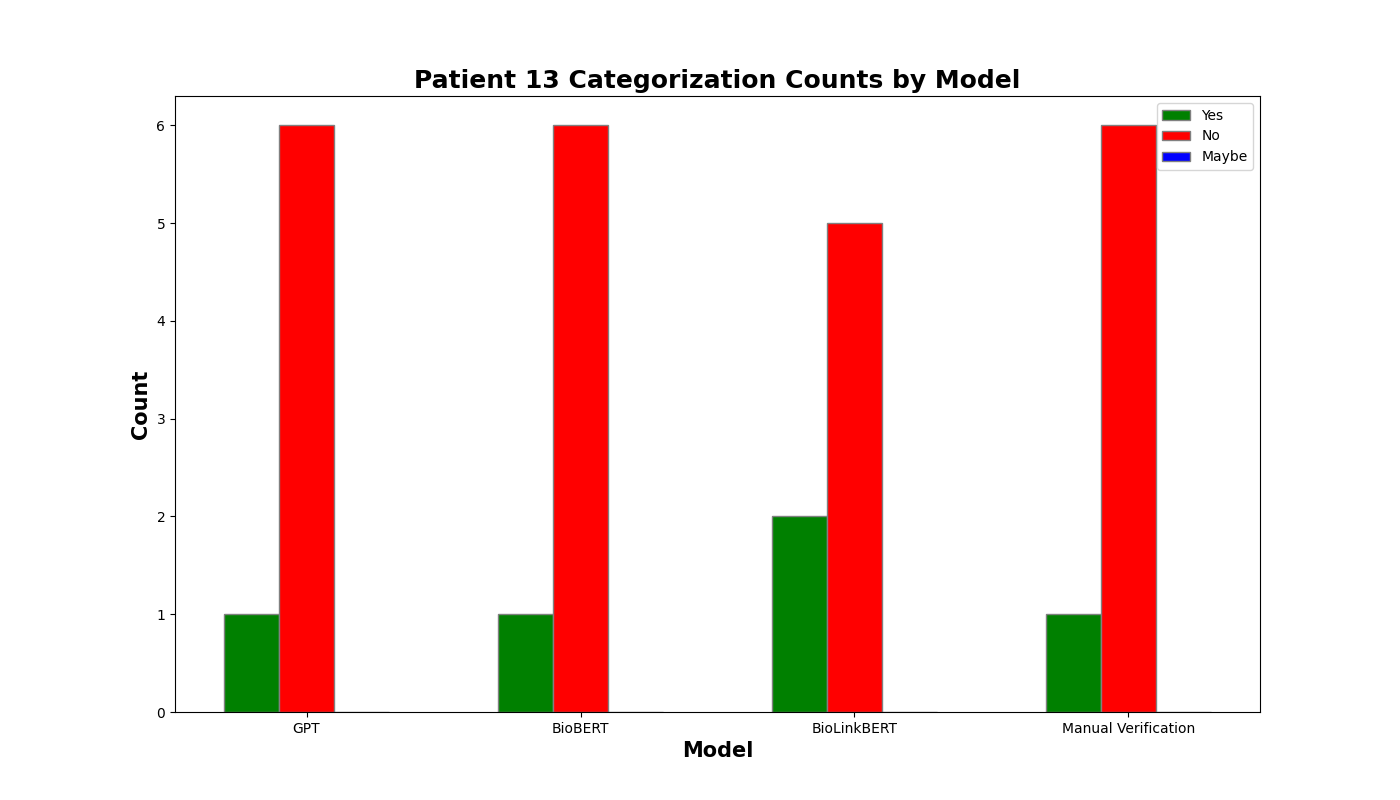 Patient 13 Categorization Counts by Model
Yes
No
Maybe
6
5
4
3
2
1
0
Count
GPT
BioBERT
BioLinkBERT
Manual Verification
Model